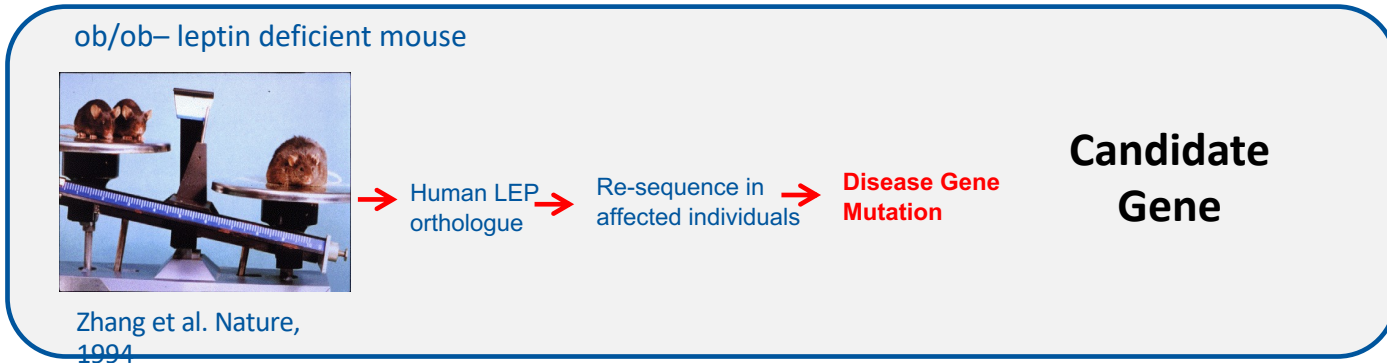 ob/ob– leptin deficient mouse
Human LEP
orthologue
Re-sequence in
affected individuals
Disease Gene
Mutation
Candidate
Gene
Zhang et al. Nature,
1994